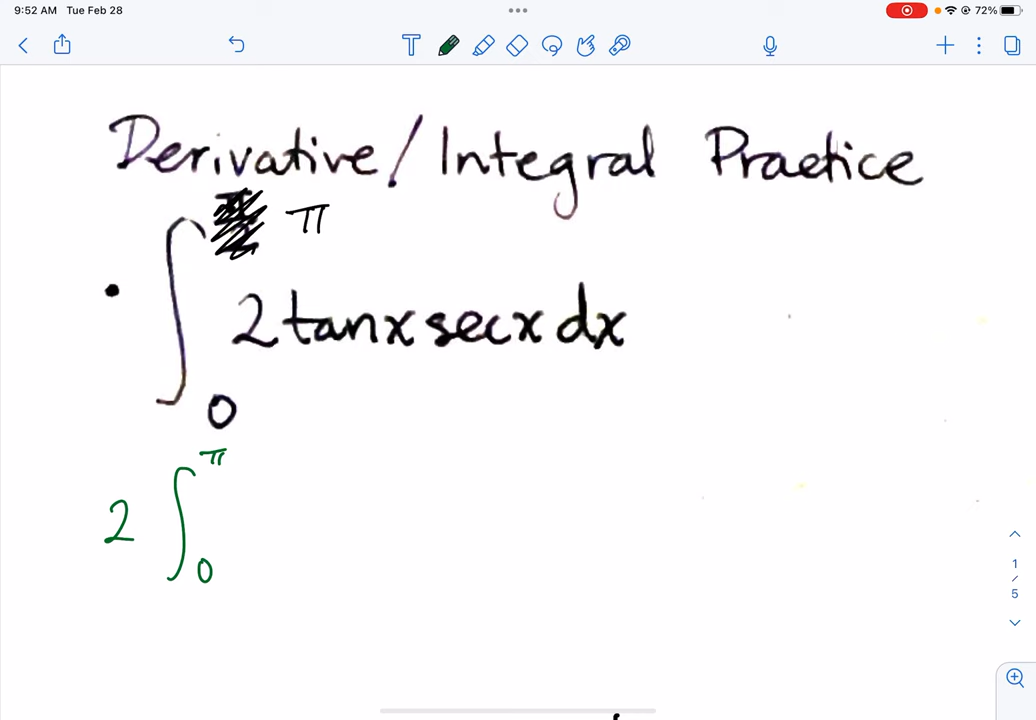 9:52 AM Tue Feb 28
72%
Derivative/Integral Practice
π
∫ 2tanx secx dx
0
π
2 ∫
0
1
/
5